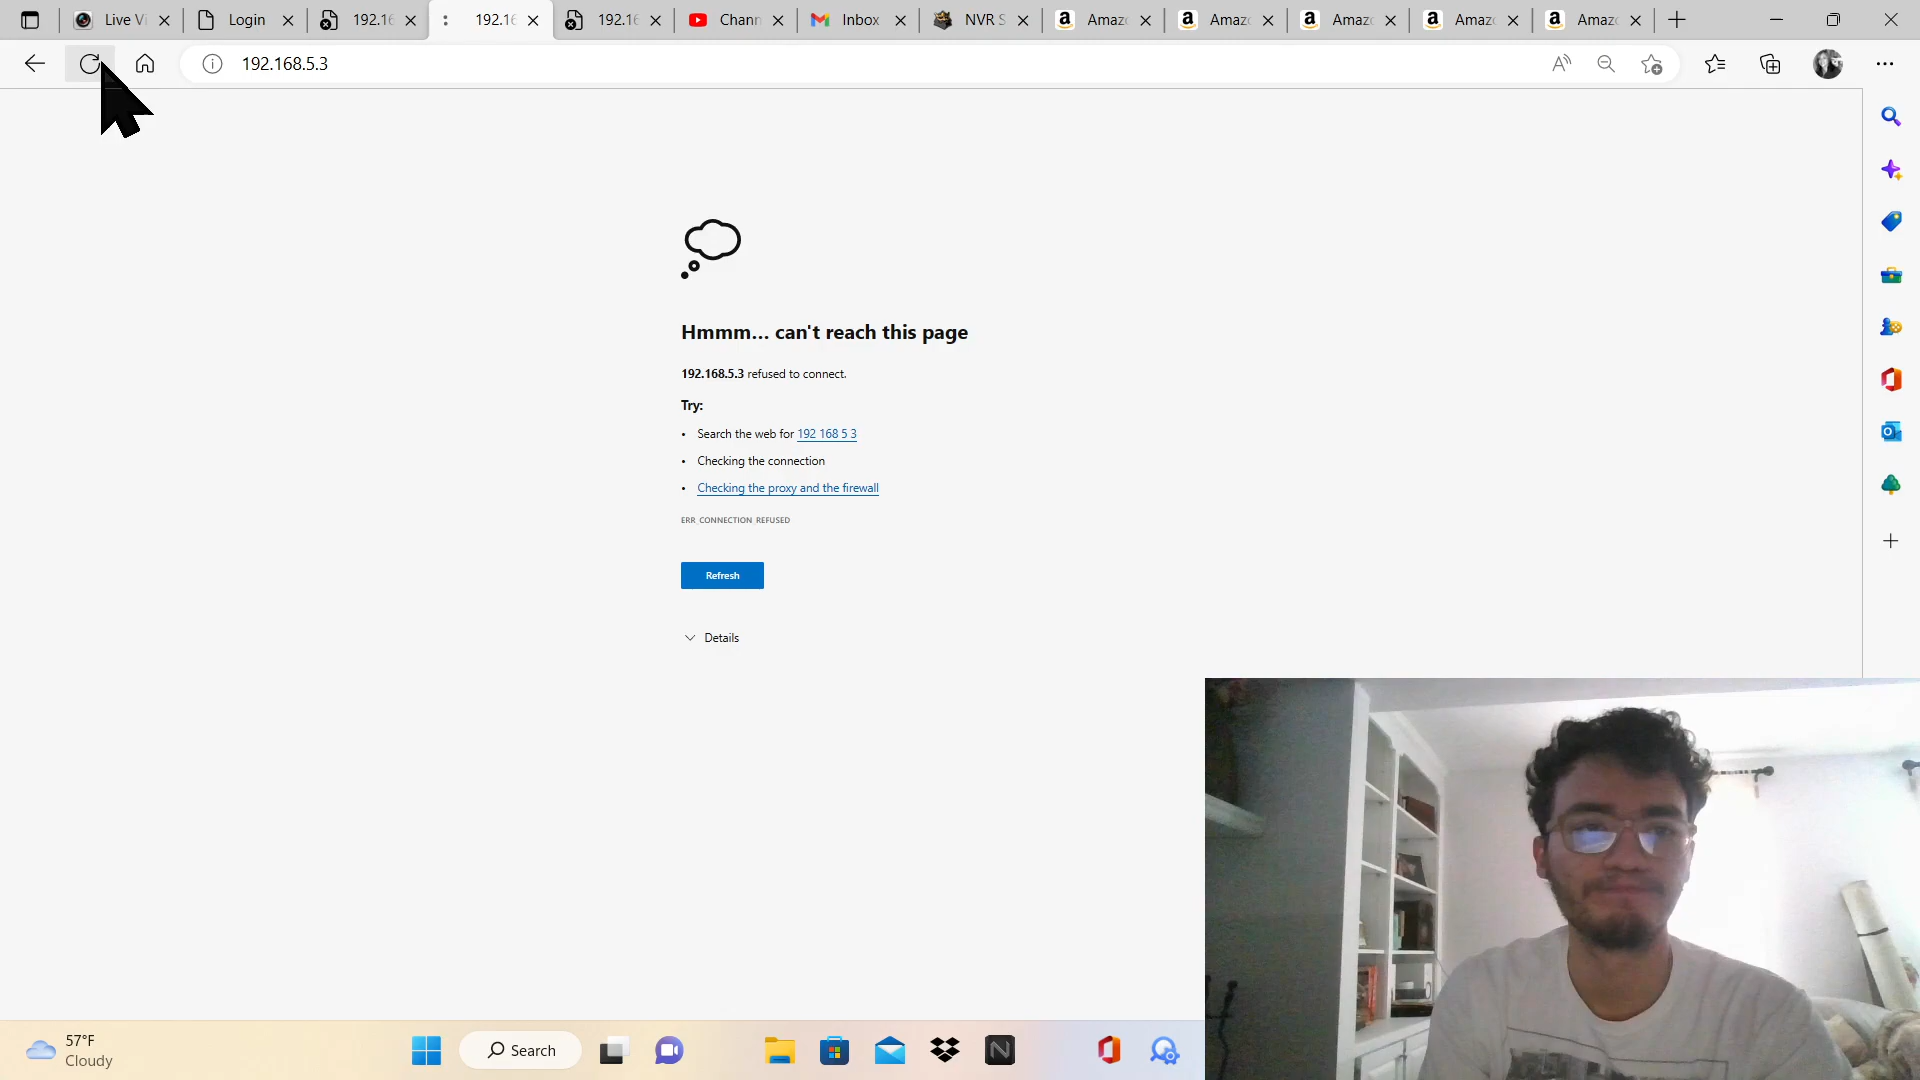 Live Vi
Login
192.16
192.16
192.16
Chann
Inbox
NVR S
Amaz
Amaz
Amaz
Amaz
Amaz
192.168.5.3
Hmmm... can't reach this page
192.168.5.3 refused to connect.
Try:
• Search the web for 192 168 5 3
• Checking the connection
• Checking the proxy and the firewall
ERR_CONNECTION_REFUSED
Refresh
Details
57°F
Cloudy
Search